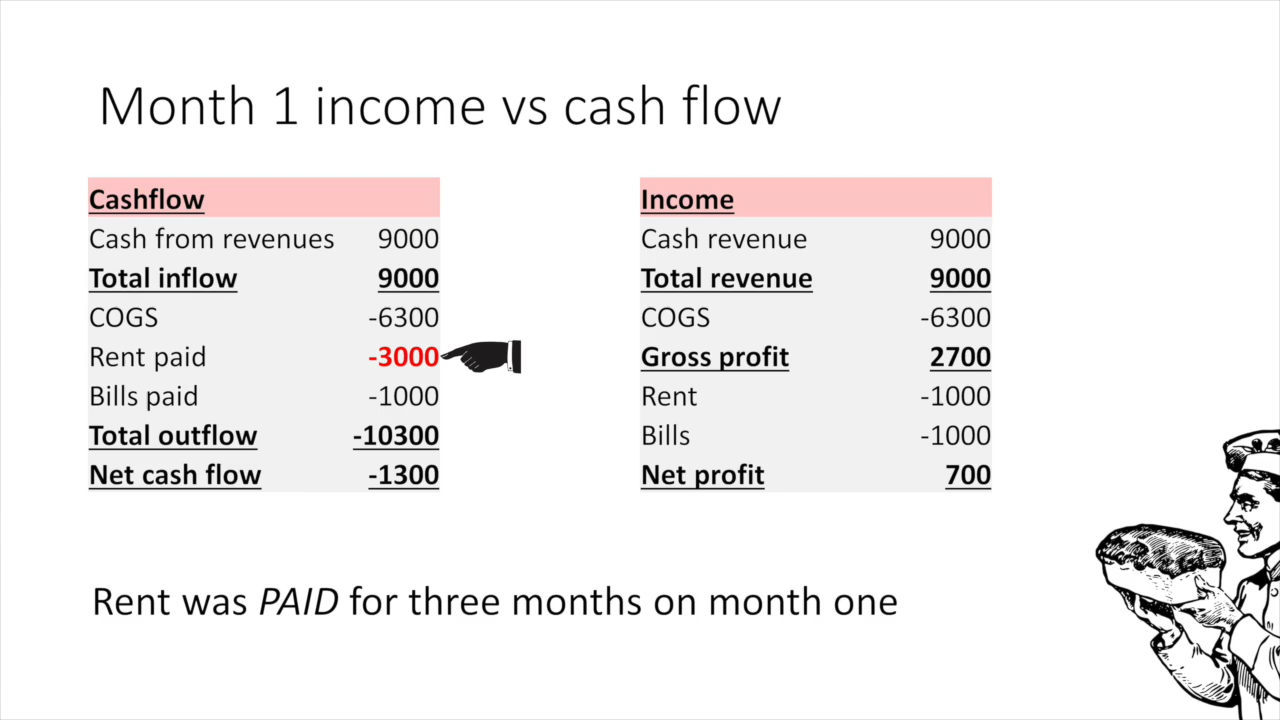 Month 1 income vs cash flow
Cashflow
Cash from revenues 9000
Total inflow 9000
COGS -6300
Rent paid -3000
Bills paid -1000
Total outflow -10300
Net cash flow -1300
Income
Cash revenue 9000
Total revenue 9000
COGS -6300
Gross profit 2700
Rent -1000
Bills -1000
Net profit 700
Rent was PAID for three months on month one